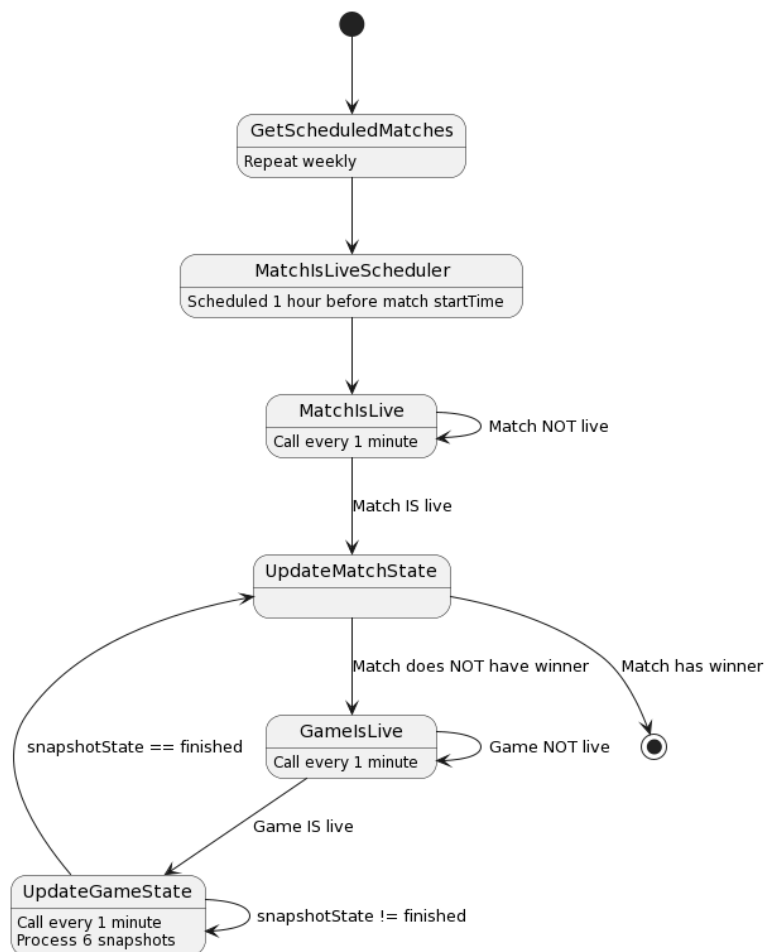 GetScheduledMatches
Repeat weekly
MatchIsLiveScheduler
Scheduled 1 hour before match startTime
MatchIsLive
Call every 1 minute
Match NOT live
Match IS live
UpdateMatchState
Match does NOT have winner
Match has winner
GameIsLive
Call every 1 minute
Game NOT live
snapshotState == finished
Game IS live
UpdateGameState
Call every 1 minute
Process 6 snapshots
snapshotState != finished